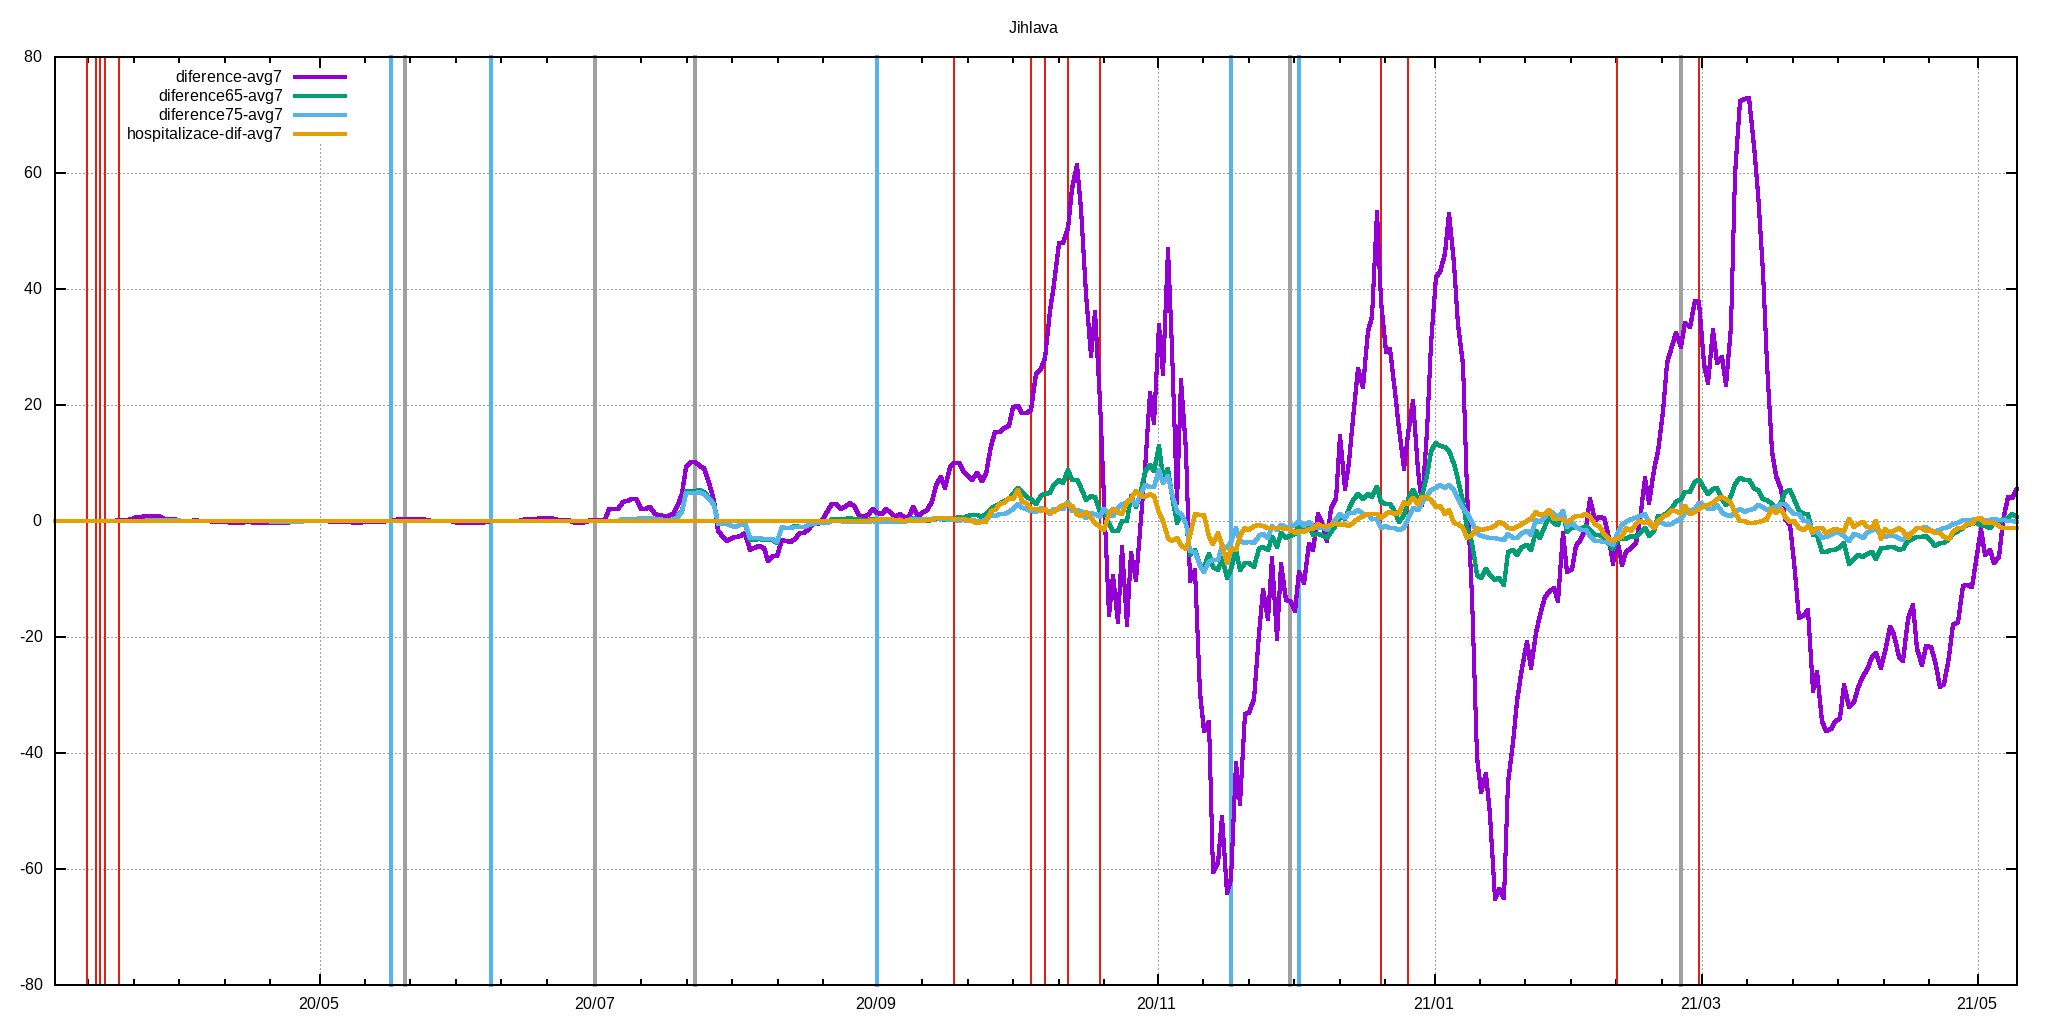 Jihlava
diference-avg7
diference65-avg7
diference75-avg7
hospitalizace-dif-avg7
80
60
40
20
0
-20
-40
-60
-80
20/05 20/07 20/09 20/11 21/01 21/03 21/05